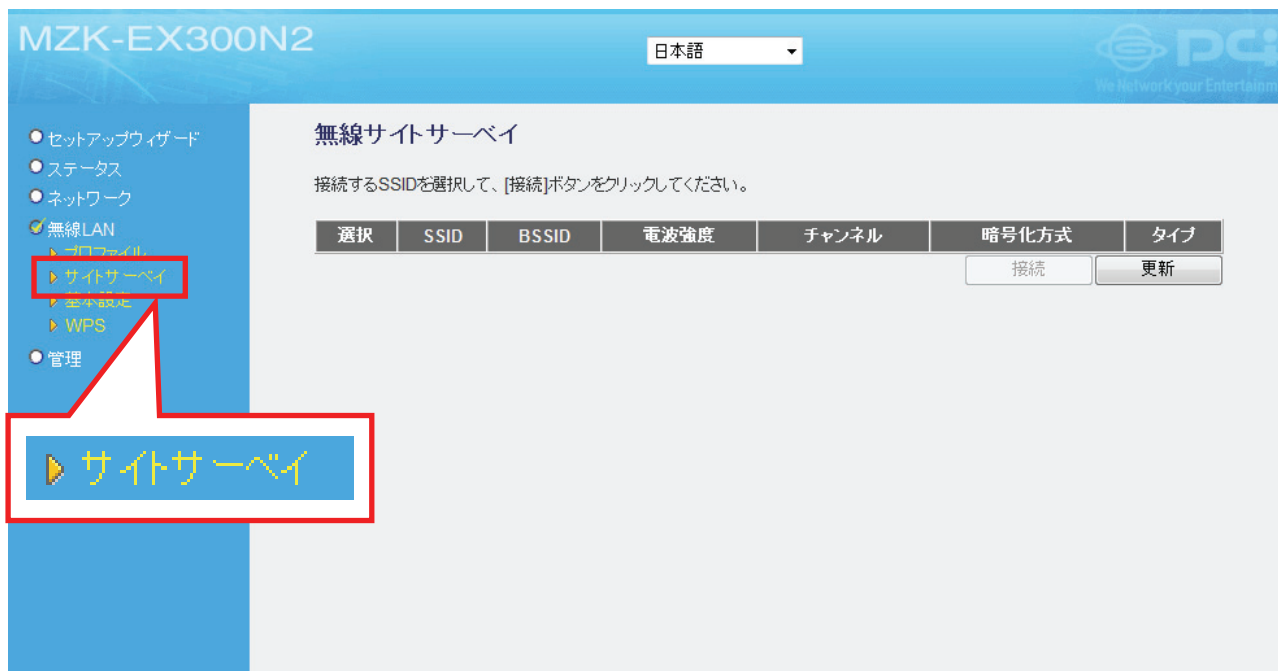 MZK-EX300N2
日本語
PCi
We Network your Entertainm
セットアップウィザード
ステータス
ネットワーク
無線LAN
プロファイル
サイトサーベイ
基本設定
WPS
管理
サイトサーベイ
無線サイトサーベイ
接続するSSIDを選択して、[接続]ボタンをクリックしてください。
選択 SSID BSSID 電波強度 チャンネル 暗号化方式 タイプ
接続 更新